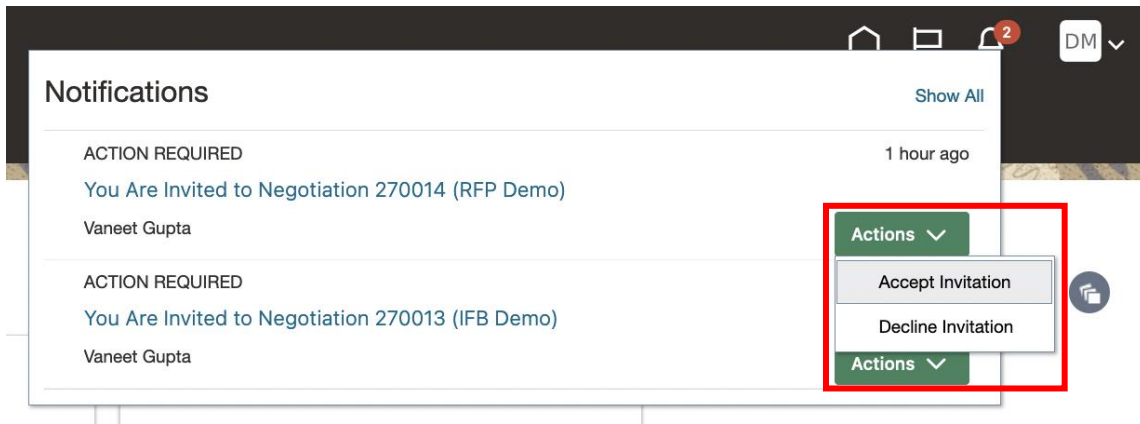 2
DM
Notifications
Show All
ACTION REQUIRED
1 hour ago
You Are Invited to Negotiation 270014 (RFP Demo)
Vaneet Gupta
Actions
Accept Invitation
Decline Invitation
ACTION REQUIRED
You Are Invited to Negotiation 270013 (IFB Demo)
Vaneet Gupta
Actions